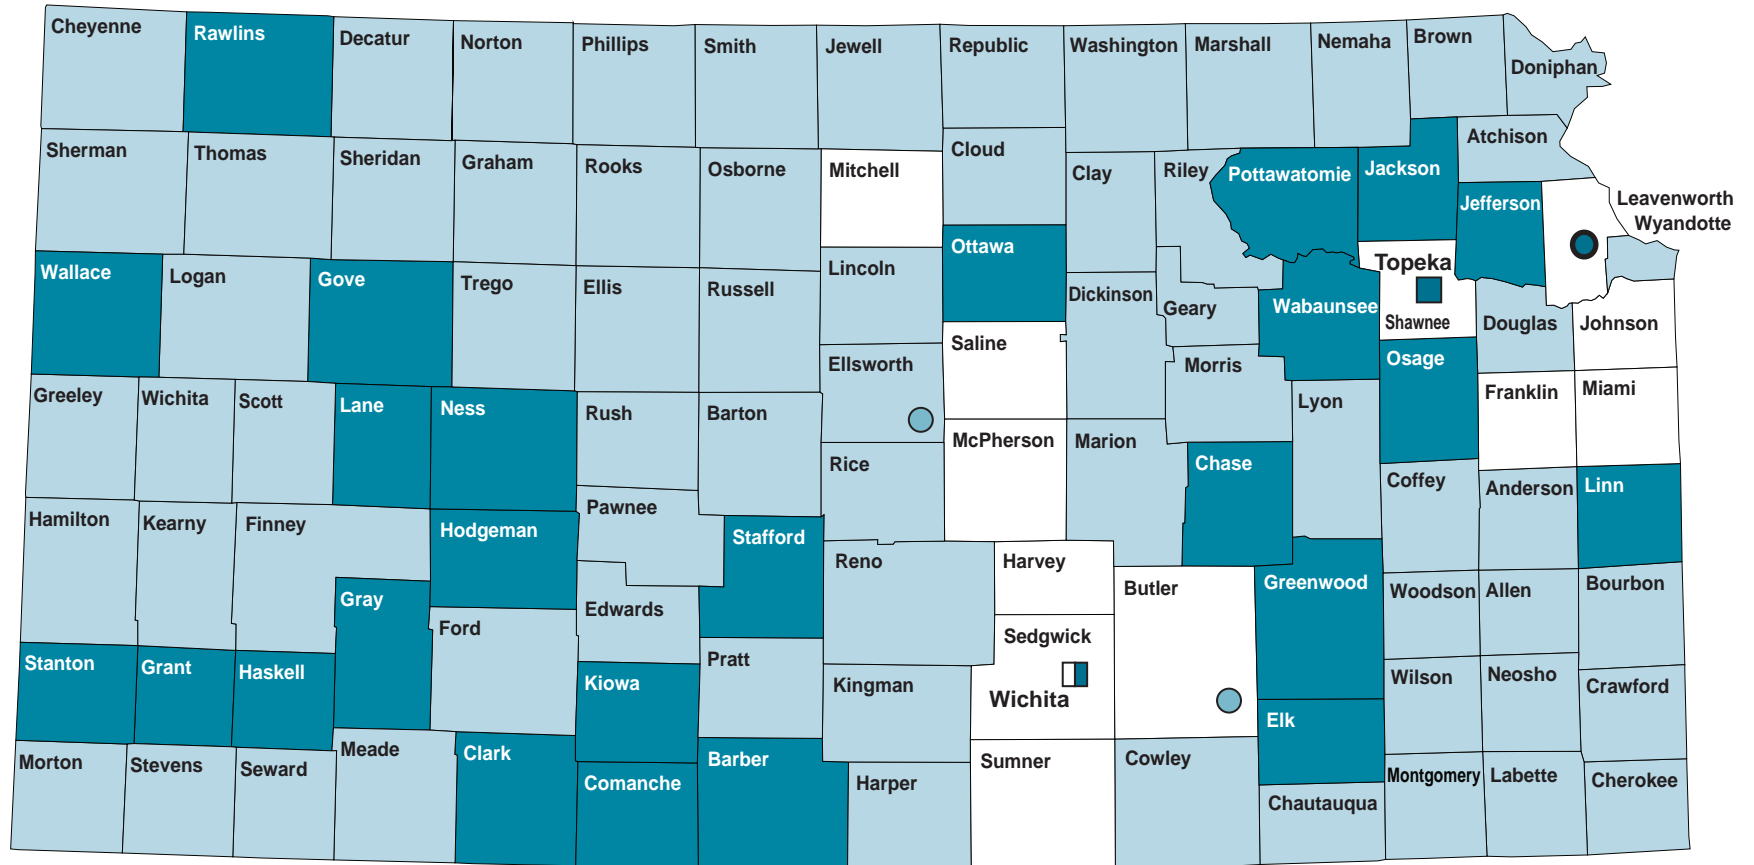 Cheyenne
Rawlins
Decatur
Norton
Phillips
Smith
Jewell
Republic
Washington
Marshall
Nemaha
Brown
Doniphan
Sherman
Thomas
Sheridan
Graham
Rooks
Osborne
Mitchell
Cloud
Clay
Riley
Pottawatomie
Jackson
Atchison
Jefferson
Leavenworth
Wyandotte
Wallace
Logan
Gove
Trego
Ellis
Russell
Lincoln
Ottawa
Dickinson
Geary
Wabaunsee
Topeka
Shawnee
Douglas
Johnson
Saline
Ellsworth
Morris
Osage
Greeley
Wichita
Scott
Lane
Ness
Rush
Barton
McPherson
Marion
Lyon
Franklin
Miami
Rice
Chase
Coffey
Anderson
Linn
Hamilton
Kearny
Finney
Hodgeman
Pawnee
Stafford
Reno
Harvey
Butler
Greenwood
Woodson
Allen
Bourbon
Gray
Ford
Edwards
Sedgwick
Wichita
Stanton
Grant
Haskell
Kiowa
Pratt
Kingman
Elk
Wilson
Neosho
Crawford
Morton
Stevens
Seward
Meade
Clark
Comanche
Barber
Harper
Sumner
Cowley
Chautauqua
Montgomery
Labette
Cherokee